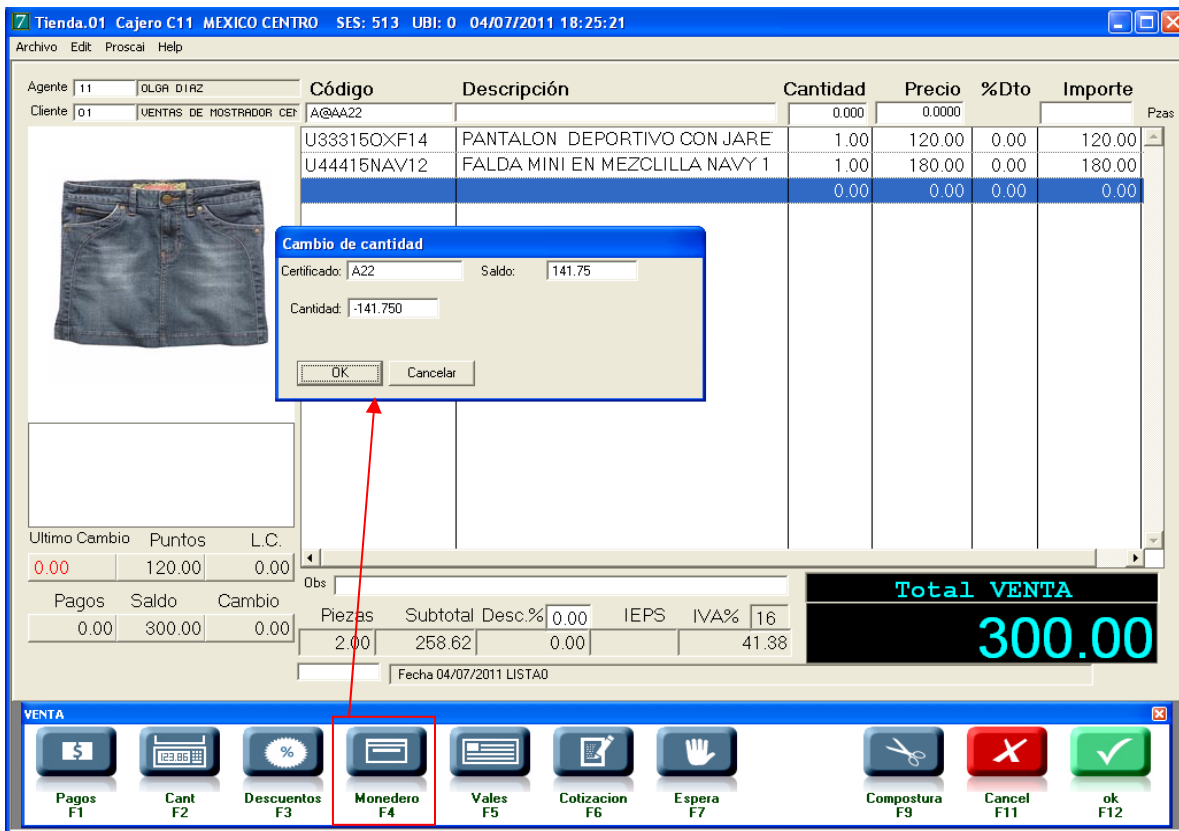 7 Tienda.01 Cajero C11 MEXICO CENTRO SES: 513 UBI: 0 04/07/2011 18:25:21
Archivo Edit Proscai Help
Agente 11 OLGA DIAZ
Cliente 01 VENTAS DE MOSTRADOR CEN
Código Descripción Cantidad Precio %Dto Importe
A@AA22 0.000 0.0000 Pzas
U33315OXF14 PANTALON DEPORTIVO CON JARE 1.00 120.00 0.00 120.00
U44415NAV12 FALDA MINI EN MEZCLILLA NAVY 1 1.00 180.00 0.00 180.00
0.00 0.00 0.00 0.00
Cambio de cantidad
Certificado: A22 Saldo: 141.75
Cantidad: -141.750
OK Cancelar
Ultimo Cambio Puntos L.C.
0.00 120.00 0.00
Pagos Saldo Cambio
0.00 300.00 0.00
Obs
Piezas Subtotal Desc.% 0.00 IEPS IVA% 16
2.00 258.62 0.00 41.38
Fecha 04/07/2011 LISTA0
Total VENTA
300.00
VENTA
$ 123.86 %
Pagos Cant Descuentos Monedero Vales Cotizacion Espera Compostura Cancel ok
F1 F2 F3 F4 F5 F6 F7 F9 F11 F12